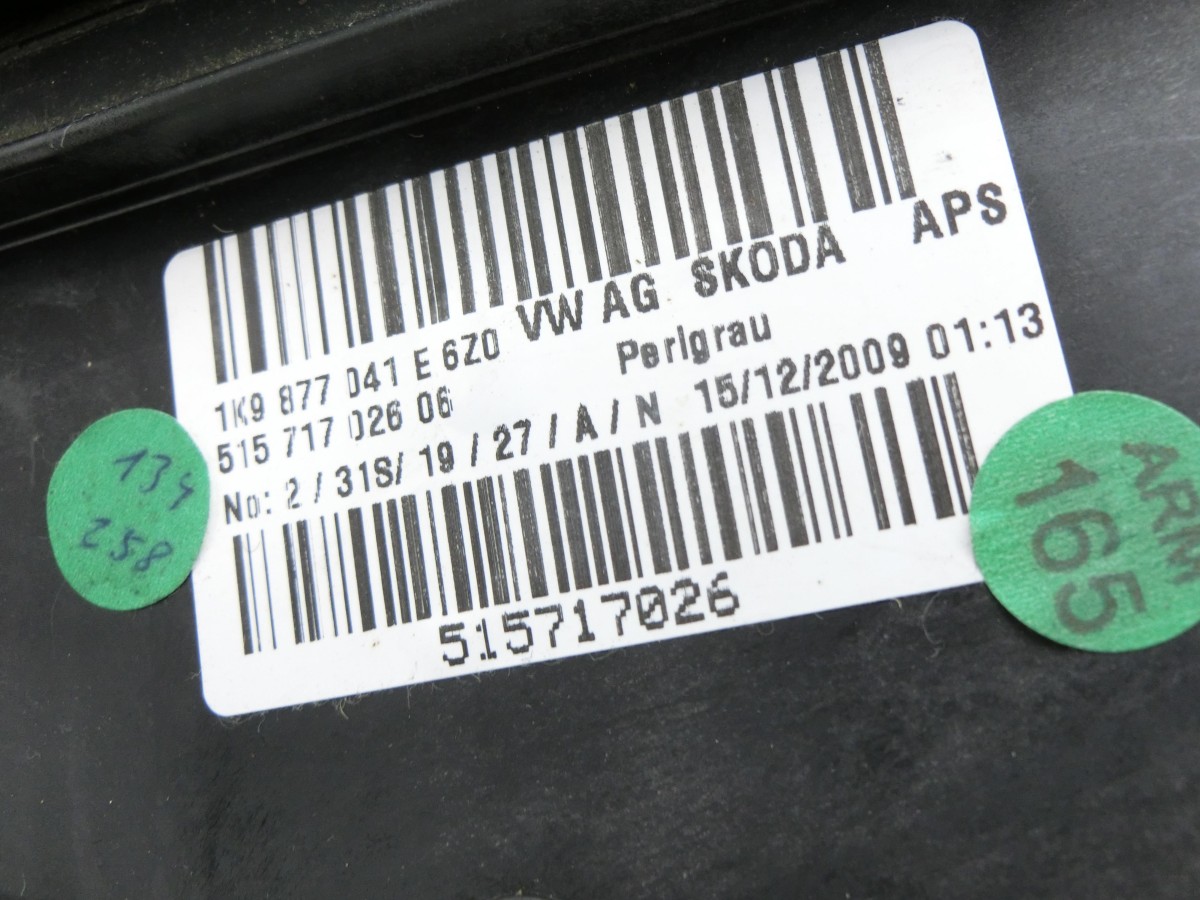 1K9 877 041 E 6Z0 VW AG SKODA APS
515 717 026 06 Perlgrau
No: 2 / 31S/ 19 / 27 / A / N 15/12/2009 01:13
515717026
134
258
ARM
165